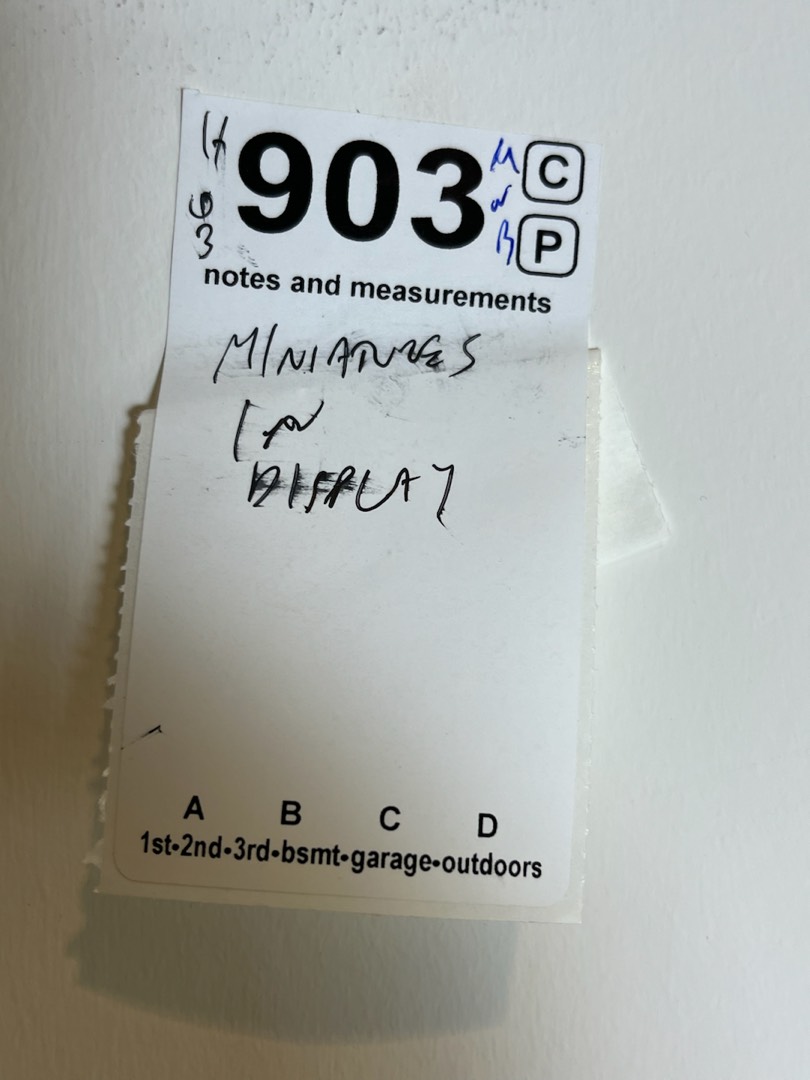 903
C
P
notes and measurements
MINIATURES
IN
DISPLAY
A B C D
1st•2nd•3rd•bsmt•garage•outdoors